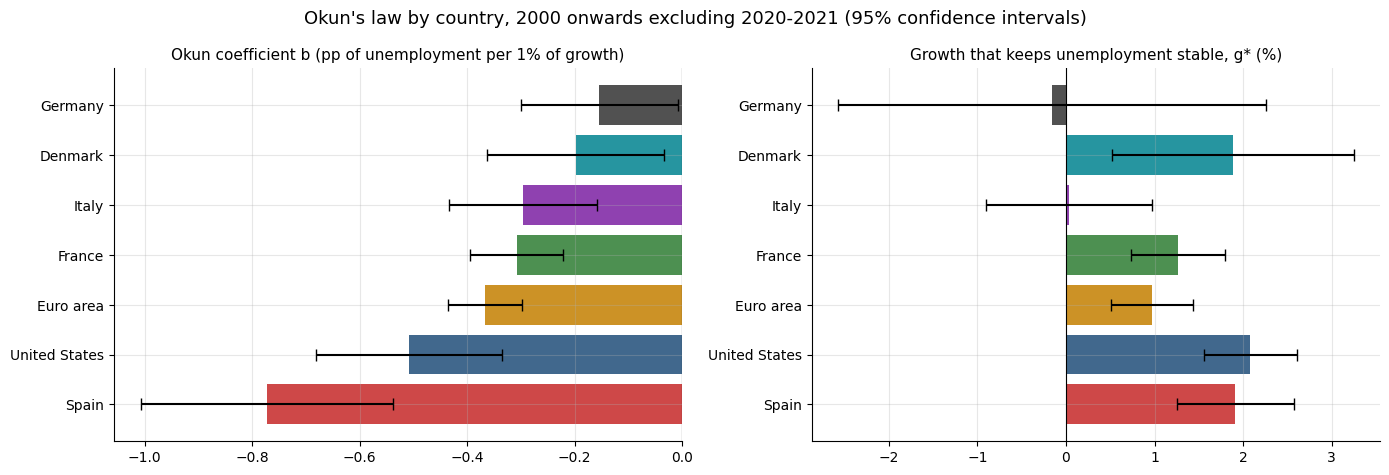 Okun's law by country, 2000 onwards excluding 2020-2021 (95% confidence intervals)
Okun coefficient b (pp of unemployment per 1% of growth)
Germany
Denmark
Italy
France
Euro area
United States
Spain
−1.0 −0.8 −0.6 −0.4 −0.2 0.0
Growth that keeps unemployment stable, g* (%)
Germany
Denmark
Italy
France
Euro area
United States
Spain
−2 −1 0 1 2 3